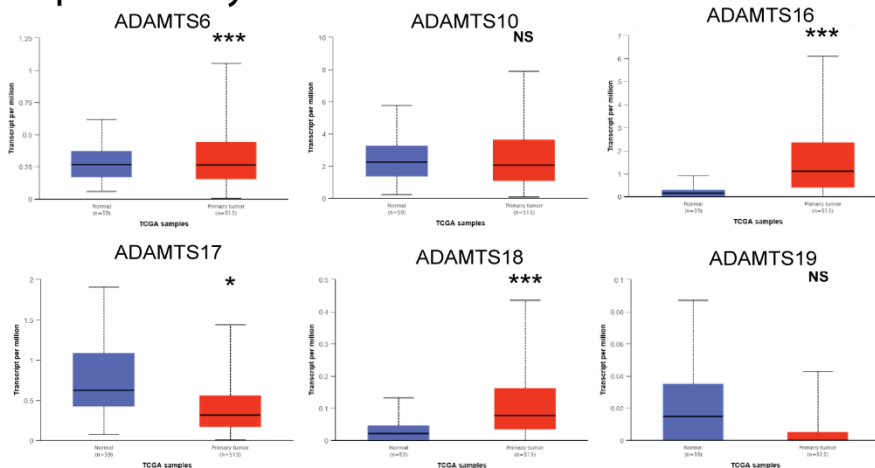 ADAMTS6
***
Transcript per million
1.25
1
0.75
0.5
0.25
0
Normal
(n=59)
Primary tumor
(n=515)
TCGA samples
ADAMTS10
NS
Transcript per million
10
8
6
4
2
0
Normal
(n=59)
Primary tumor
(n=515)
TCGA samples
ADAMTS16
***
Transcript per million
7
6
5
4
3
2
1
0
Normal
(n=59)
Primary tumor
(n=515)
TCGA samples
ADAMTS17
*
Transcript per million
2
1.5
1
0.5
0
Normal
(n=59)
Primary tumor
(n=515)
TCGA samples
ADAMTS18
***
Transcript per million
0.5
0.4
0.3
0.2
0.1
0
Normal
(n=59)
Primary tumor
(n=515)
TCGA samples
ADAMTS19
NS
Transcript per million
0.1
0.08
0.06
0.04
0.02
0
Normal
(n=59)
Primary tumor
(n=515)
TCGA samples